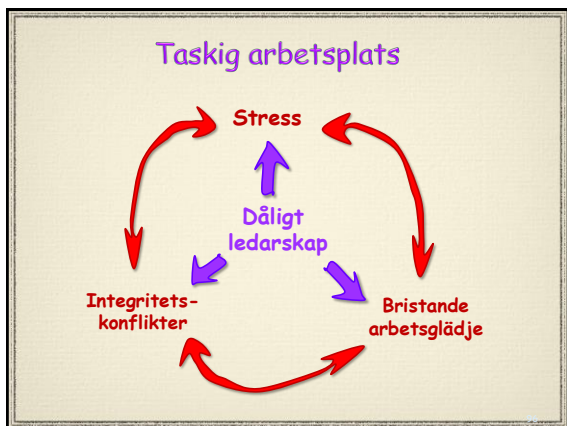 Taskig arbetsplats
Stress
Dåligt
ledarskap
Integritets-
konflikter
Bristande
arbetsglädje